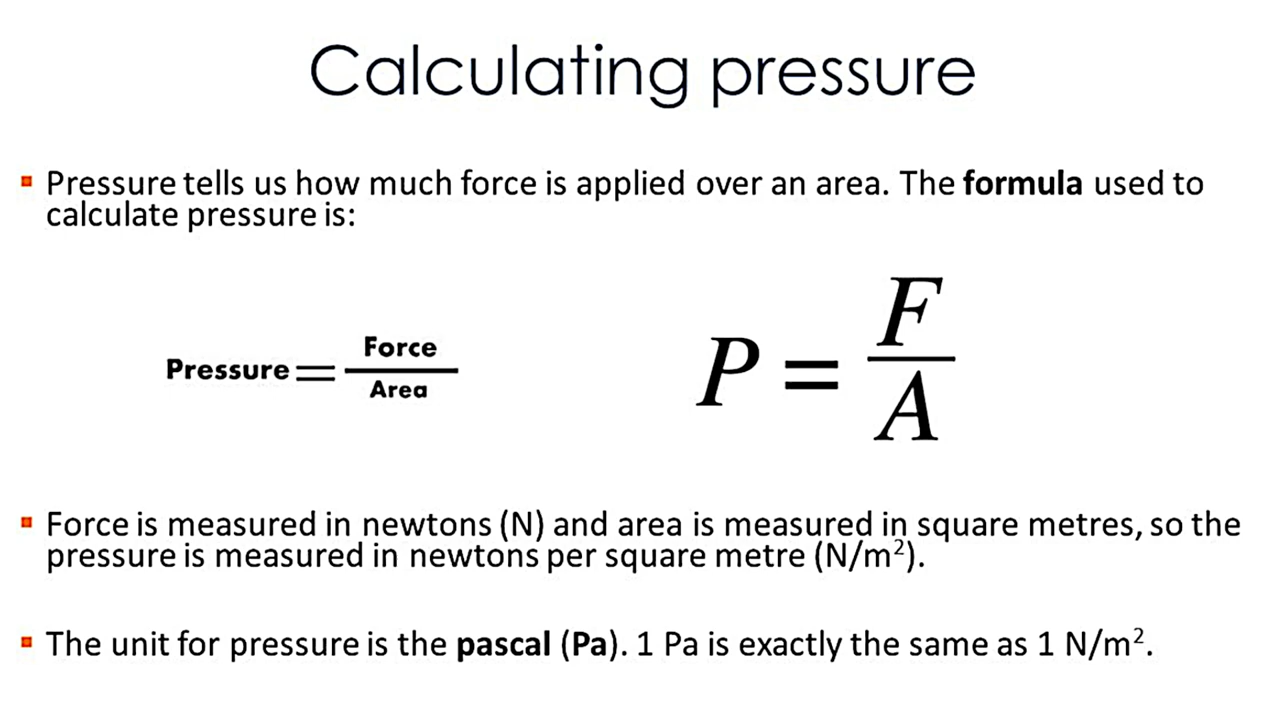 Calculating pressure
▪ Pressure tells us how much force is applied over an area. The formula used to
calculate pressure is:
Pressure = Force / Area
P = F / A
▪ Force is measured in newtons (N) and area is measured in square metres, so the
pressure is measured in newtons per square metre (N/m²).
▪ The unit for pressure is the pascal (Pa). 1 Pa is exactly the same as 1 N/m².